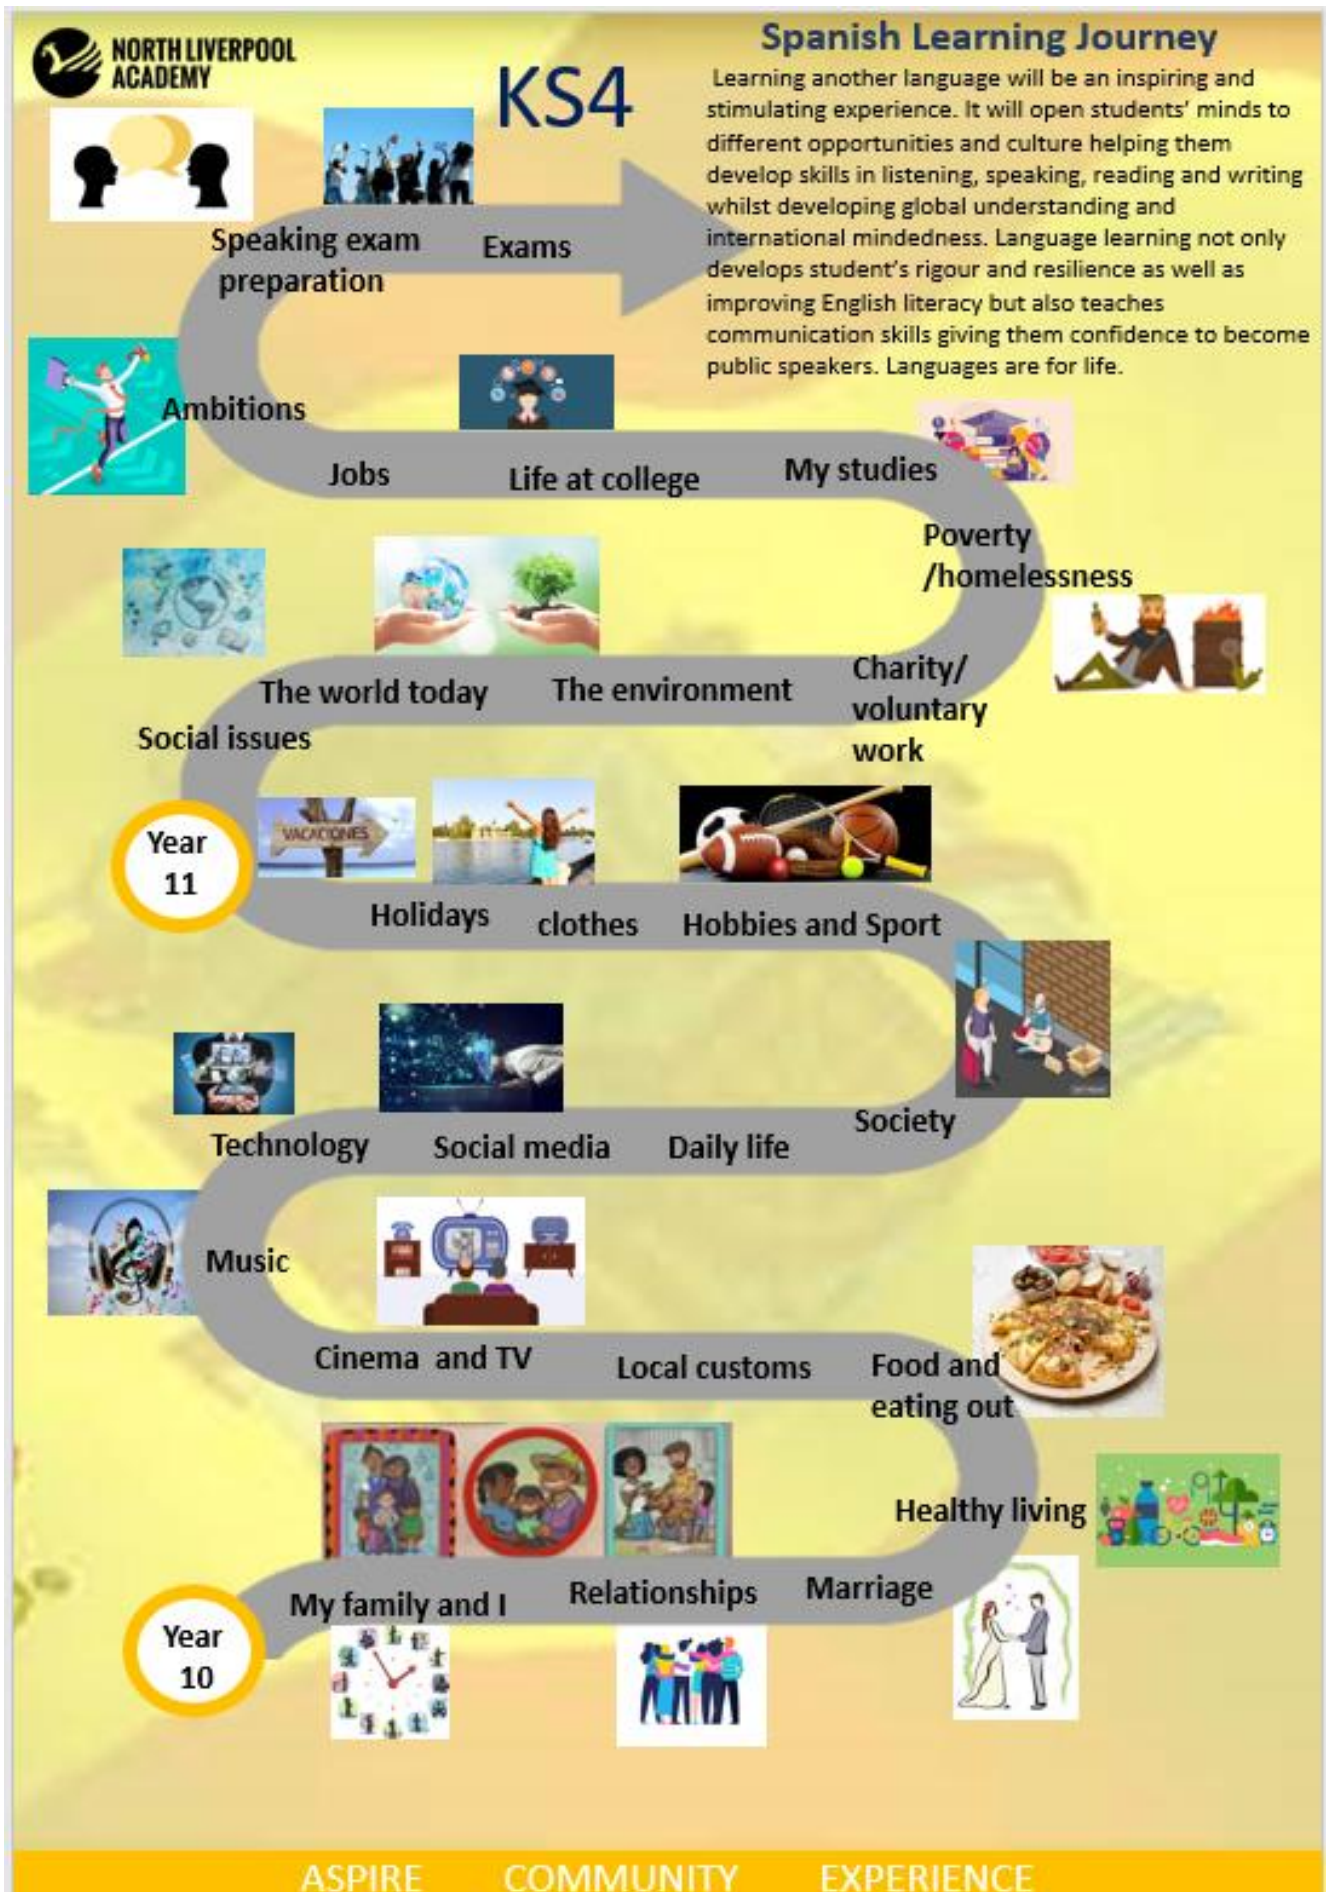 NORTH LIVERPOOL
ACADEMY
KS4
Spanish Learning Journey
Learning another language will be an inspiring and
stimulating experience. It will open students' minds to
different opportunities and culture helping them
develop skills in listening, speaking, reading and writing
whilst developing global understanding and
international mindedness. Language learning not only
develops student's rigour and resilience as well as
improving English literacy but also teaches
communication skills giving them confidence to become
public speakers. Languages are for life.
Speaking exam
preparation
Exams
Ambitions
Jobs
Life at college
My studies
Poverty
/homelessness
Charity/
voluntary
work
The environment
The world today
Social issues
Year
11
VACACIONES
Holidays
clothes
Hobbies and Sport
Society
Daily life
Social media
Technology
Music
Cinema and TV
Local customs
Food and
eating out
Healthy living
Marriage
Relationships
My family and I
Year
10
ASPIRE COMMUNITY EXPERIENCE